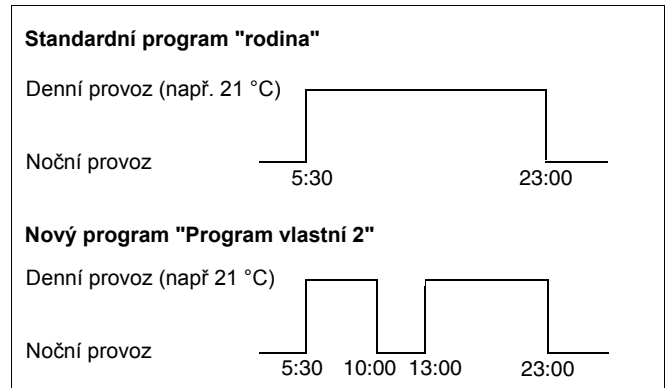 Standardní program "rodina"
Denní provoz (např. 21 °C)
Noční provoz
5:30 23:00
Nový program "Program vlastní 2"
Denní provoz (např 21 °C)
Noční provoz
5:30 10:00 13:00 23:00